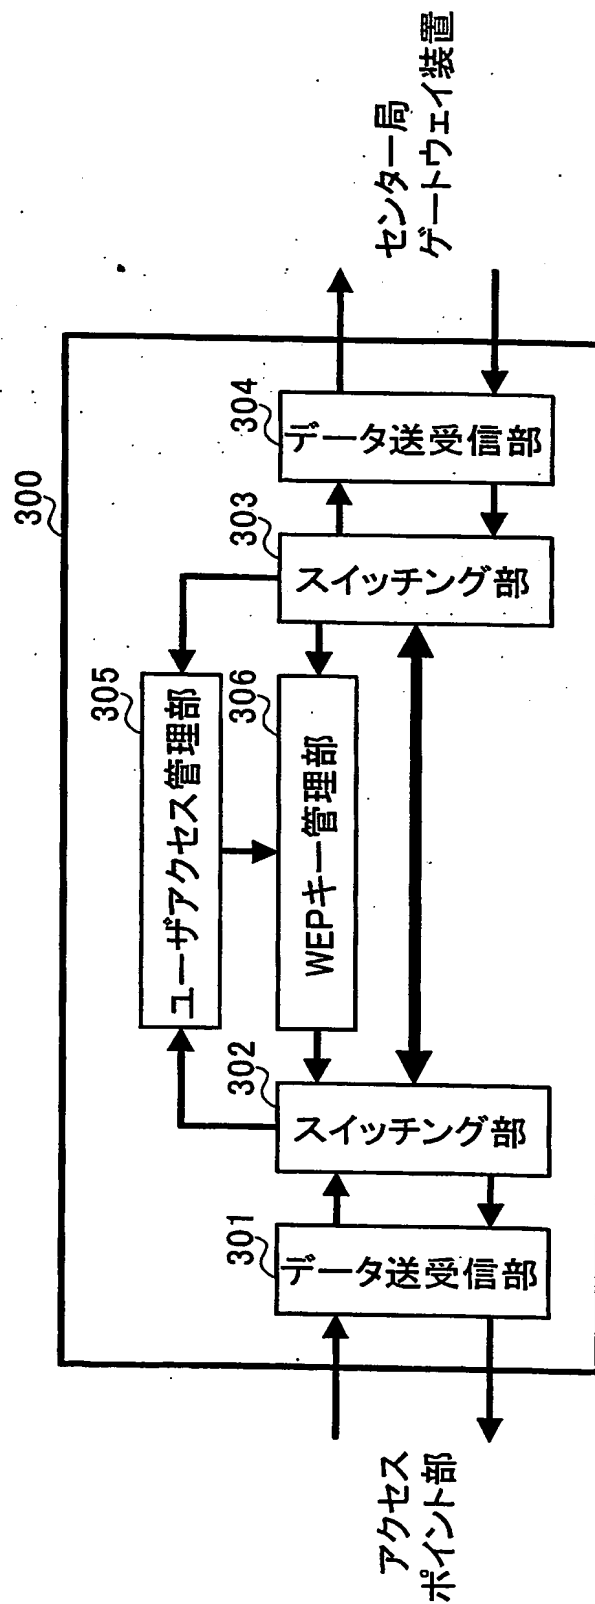 300
305
ユーザアクセス管理部
306
WEPキー管理部
301
データ送受信部
302
スイッチング部
303
スイッチング部
304
データ送受信部
アクセス
ポイント部
センター局
ゲートウェイ装置